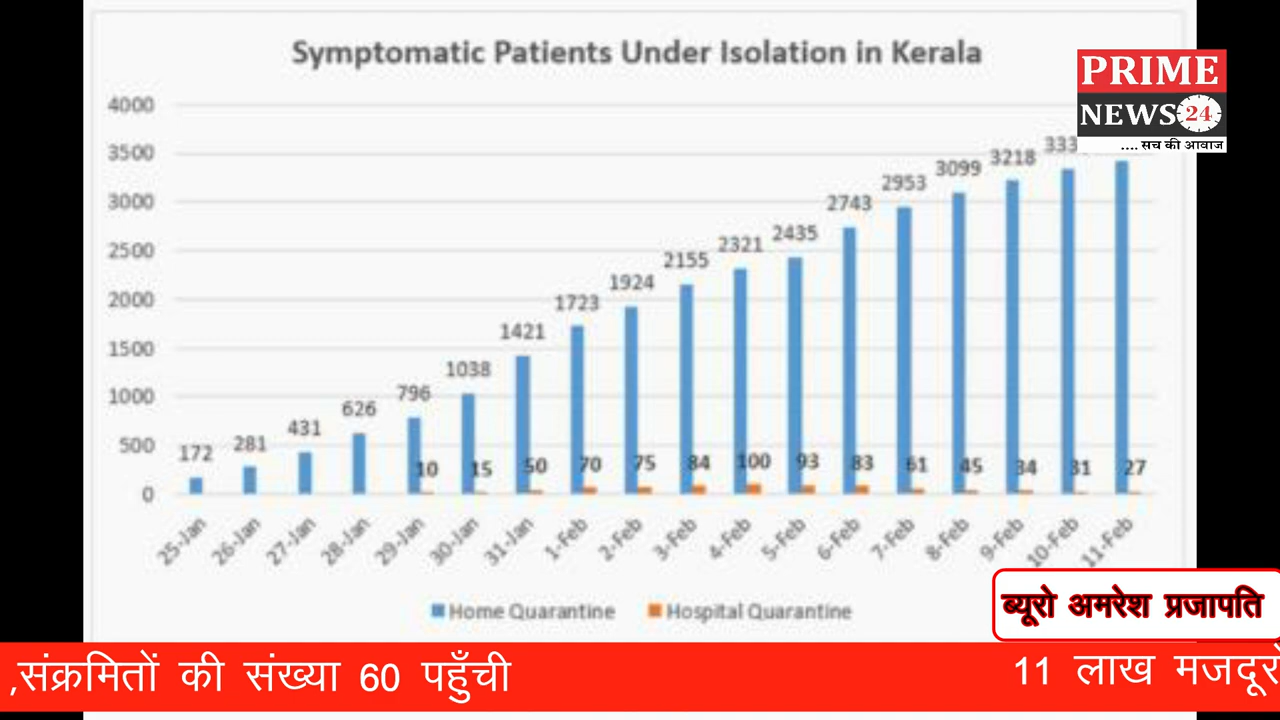 Symptomatic Patients Under Isolation in Kerala
PRIME
NEWS 24
....सच की आवाज
4000
3500
3000
2500
2000
1500
1000
500
0
172 281 431 626 796 1038 1421 1723 1924 2155 2321 2435 2743 2953 3099 3218
10 15 50 70 75 84 100 93 83 61 45 34 31 27
25-Jan 26-Jan 27-Jan 28-Jan 29-Jan 30-Jan 31-Jan 1-Feb 2-Feb 3-Feb 4-Feb 5-Feb 6-Feb 7-Feb 8-Feb 9-Feb 10-Feb 11-Feb
Home Quarantine Hospital Quarantine
ब्यूरो अमरेश प्रजापति
,संक्रमितों की संख्या 60 पहुँची 11 लाख